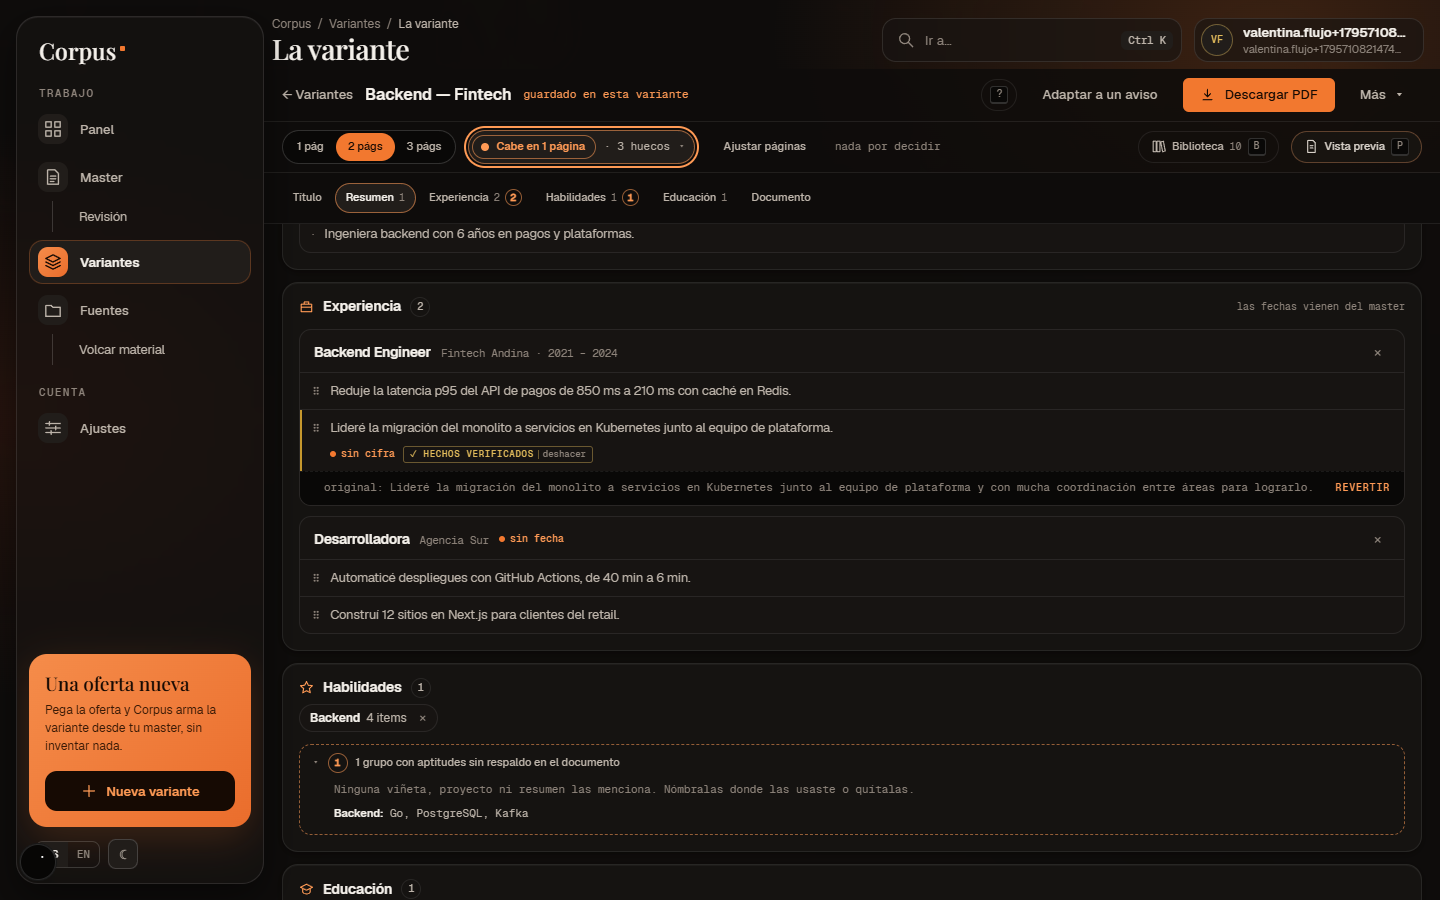 Corpus
TRABAJO
Panel
Master
Revisión
Variantes
Fuentes
Volcar material
CUENTA
Ajustes
Una oferta nueva
Pega la oferta y Corpus arma la
variante desde tu master, sin
inventar nada.
+ Nueva variante
EN
Corpus / Variantes / La variante
La variante
Ir a...
Ctrl K
VF
valentina.flujo+17957108...
valentina.flujo+1795710821474...
← Variantes Backend — Fintech guardado en esta variante
? Adaptar a un aviso Descargar PDF Más
1 pág 2 págs 3 págs Cabe en 1 página · 3 huecos Ajustar páginas nada por decidir Biblioteca 10 B Vista previa P
Título Resumen 1 Experiencia 2 2 Habilidades 1 1 Educación 1 Documento
· Ingeniera backend con 6 años en pagos y plataformas.
Experiencia 2 las fechas vienen del master
Backend Engineer Fintech Andina · 2021 – 2024 ×
Reduje la latencia p95 del API de pagos de 850 ms a 210 ms con caché en Redis.
Lideré la migración del monolito a servicios en Kubernetes junto al equipo de plataforma.
sin cifra ✓ HECHOS VERIFICADOS | deshacer
original: Lideré la migración del monolito a servicios en Kubernetes junto al equipo de plataforma y con mucha coordinación entre áreas para lograrlo. REVERTIR
Desarrolladora Agencia Sur sin fecha ×
Automaticé despliegues con GitHub Actions, de 40 min a 6 min.
Construí 12 sitios en Next.js para clientes del retail.
Habilidades 1
Backend 4 items ×
1 1 grupo con aptitudes sin respaldo en el documento
Ninguna viñeta, proyecto ni resumen las menciona. Nómbralas donde las usaste o quítalas.
Backend: Go, PostgreSQL, Kafka
Educación 1